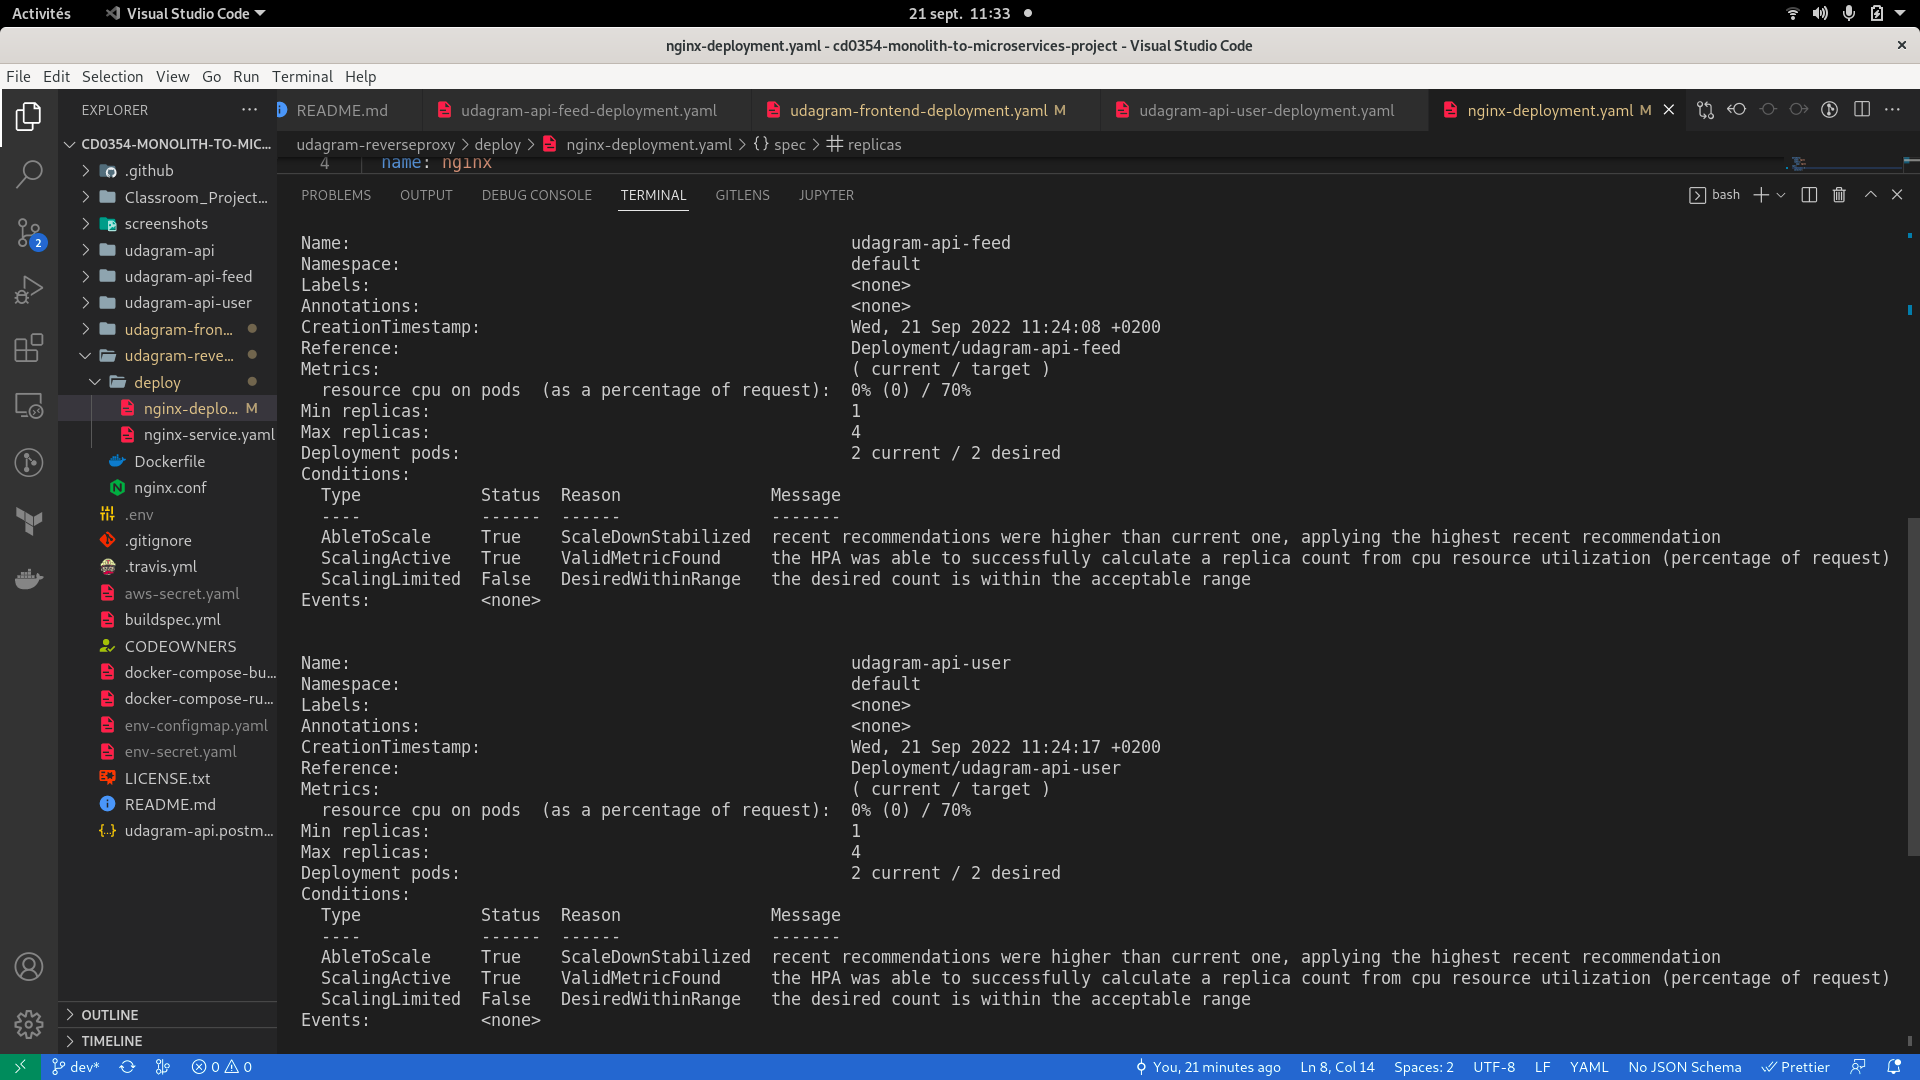 Activités
Visual Studio Code
21 sept. 11:33
nginx-deployment.yaml - cd0354-monolith-to-microservices-project - Visual Studio Code
File Edit Selection View Go Run Terminal Help
EXPLORER
README.md
udagram-api-feed-deployment.yaml
udagram-frontend-deployment.yaml M
udagram-api-user-deployment.yaml
nginx-deployment.yaml M
CD0354-MONOLITH-TO-MIC...
.github
Classroom_Project...
screenshots
udagram-api
udagram-api-feed
udagram-api-user
udagram-fron...
udagram-reve...
deploy
nginx-deplo... M
nginx-service.yaml
Dockerfile
nginx.conf
.env
.gitignore
.travis.yml
aws-secret.yaml
buildspec.yml
CODEOWNERS
docker-compose-bu...
docker-compose-ru...
env-configmap.yaml
env-secret.yaml
LICENSE.txt
README.md
udagram-api.postm...
OUTLINE
TIMELINE
2
udagram-reverseproxy > deploy > nginx-deployment.yaml > {} spec > replicas
4 name: nginx
PROBLEMS OUTPUT DEBUG CONSOLE TERMINAL GITLENS JUPYTER
bash
Name: udagram-api-feed
Namespace: default
Labels: <none>
Annotations: <none>
CreationTimestamp: Wed, 21 Sep 2022 11:24:08 +0200
Reference: Deployment/udagram-api-feed
Metrics: ( current / target )
resource cpu on pods (as a percentage of request): 0% (0) / 70%
Min replicas: 1
Max replicas: 4
Deployment pods: 2 current / 2 desired
Conditions:
Type Status Reason Message
---- ------ ------ -------
AbleToScale True ScaleDownStabilized recent recommendations were higher than current one, applying the highest recent recommendation
ScalingActive True ValidMetricFound the HPA was able to successfully calculate a replica count from cpu resource utilization (percentage of request)
ScalingLimited False DesiredWithinRange the desired count is within the acceptable range
Events: <none>
Name: udagram-api-user
Namespace: default
Labels: <none>
Annotations: <none>
CreationTimestamp: Wed, 21 Sep 2022 11:24:17 +0200
Reference: Deployment/udagram-api-user
Metrics: ( current / target )
resource cpu on pods (as a percentage of request): 0% (0) / 70%
Min replicas: 1
Max replicas: 4
Deployment pods: 2 current / 2 desired
Conditions:
Type Status Reason Message
---- ------ ------ -------
AbleToScale True ScaleDownStabilized recent recommendations were higher than current one, applying the highest recent recommendation
ScalingActive True ValidMetricFound the HPA was able to successfully calculate a replica count from cpu resource utilization (percentage of request)
ScalingLimited False DesiredWithinRange the desired count is within the acceptable range
Events: <none>
dev* 0 0
You, 21 minutes ago Ln 8, Col 14 Spaces: 2 UTF-8 LF YAML No JSON Schema Prettier